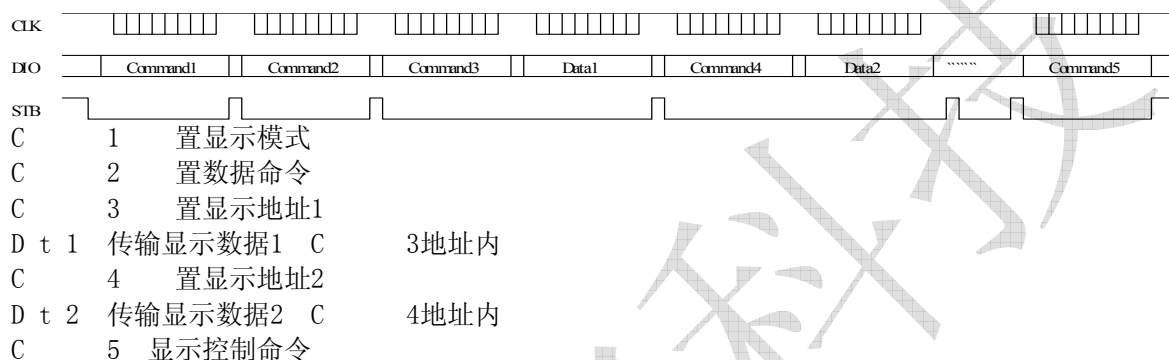 CLK
DIO Command1 Command2 Command3 Data1 Command4 Data2 ...... Command5
STB
C 1 置显示模式
C 2 置数据命令
C 3 置显示地址1
D t 1 传输显示数据1 C 3地址内
C 4 置显示地址2
D t 2 传输显示数据2 C 4地址内
C 5 显示控制命令
科技